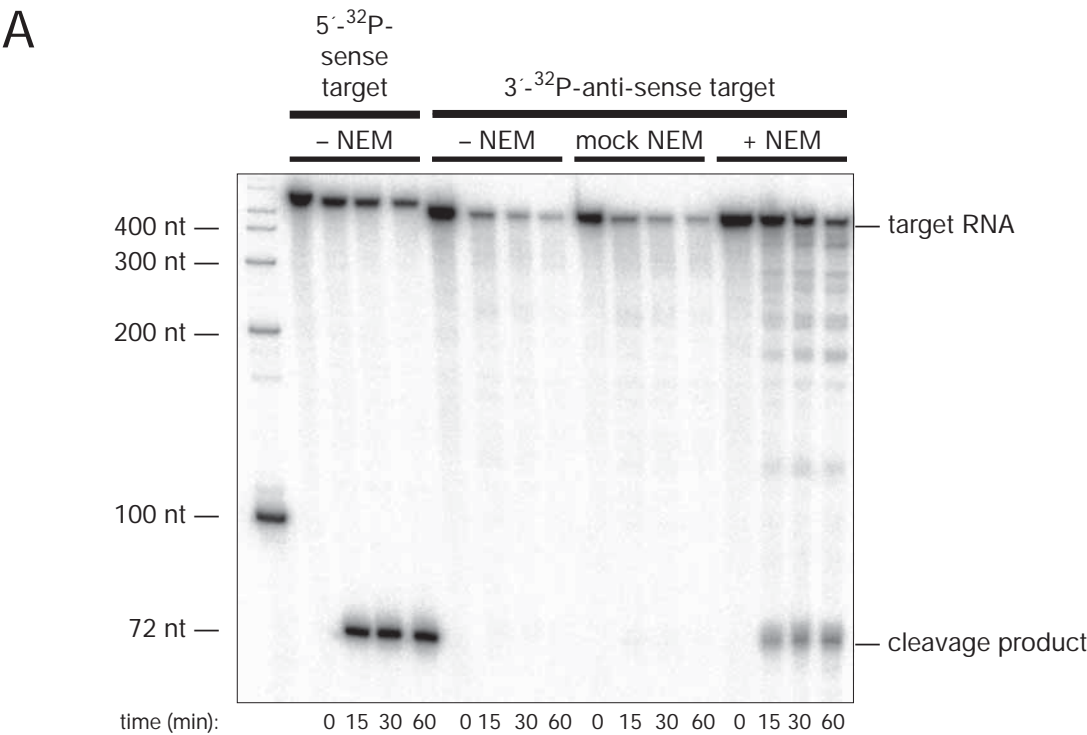 A
5´-³²P-
sense
target
3´-³²P-anti-sense target
– NEM
– NEM
mock NEM
+ NEM
400 nt —
— target RNA
300 nt —
200 nt —
100 nt —
72 nt —
— cleavage product
time (min): 0 15 30 60 0 15 30 60 0 15 30 60 0 15 30 60